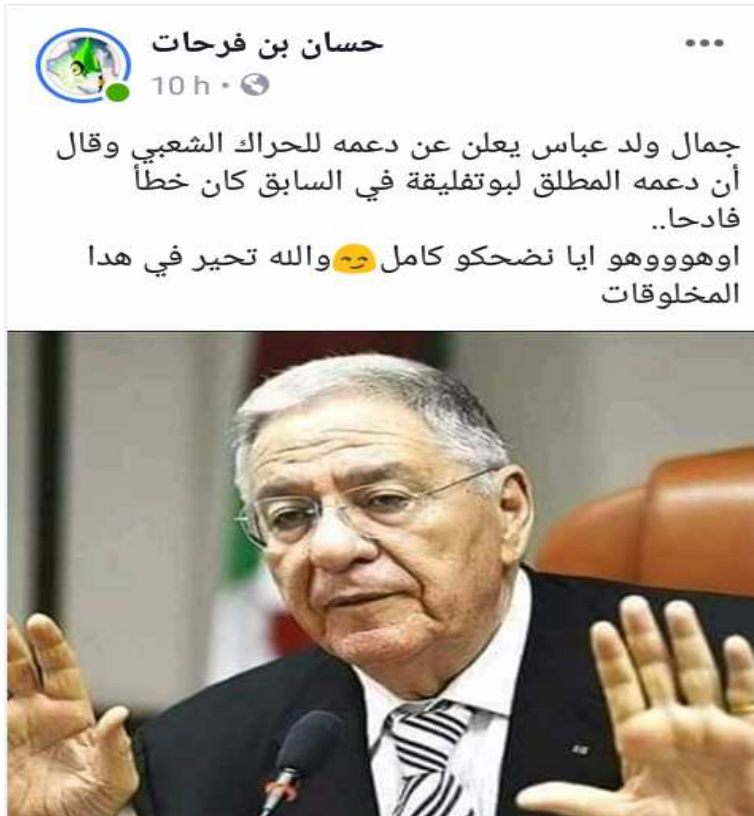 حسان بن فرحات
10 h ·
جمال ولد عباس يعلن عن دعمه للحراك الشعبي وقال
أن دعمه المطلق لبوتفليقة في السابق كان خطأ
فادحا..
اوهوووهو ايا نضحكو كامل😏والله تحير في هدا
المخلوقات